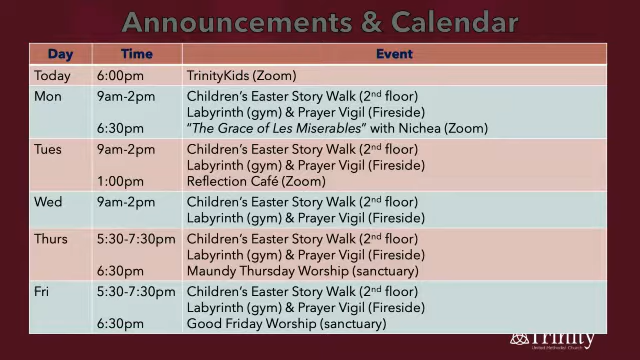 Announcements & Calendar
Day Time Event
Today 6:00pm TrinityKids (Zoom)
Mon 9am-2pm Children's Easter Story Walk (2nd floor)
Labyrinth (gym) & Prayer Vigil (Fireside)
6:30pm "The Grace of Les Miserables" with Nichea (Zoom)
Tues 9am-2pm Children's Easter Story Walk (2nd floor)
Labyrinth (gym) & Prayer Vigil (Fireside)
1:00pm Reflection Café (Zoom)
Wed 9am-2pm Children's Easter Story Walk (2nd floor)
Labyrinth (gym) & Prayer Vigil (Fireside)
Thurs 5:30-7:30pm Children's Easter Story Walk (2nd floor)
Labyrinth (gym) & Prayer Vigil (Fireside)
6:30pm Maundy Thursday Worship (sanctuary)
Fri 5:30-7:30pm Children's Easter Story Walk (2nd floor)
Labyrinth (gym) & Prayer Vigil (Fireside)
6:30pm Good Friday Worship (sanctuary)
Trinity
United Methodist Church